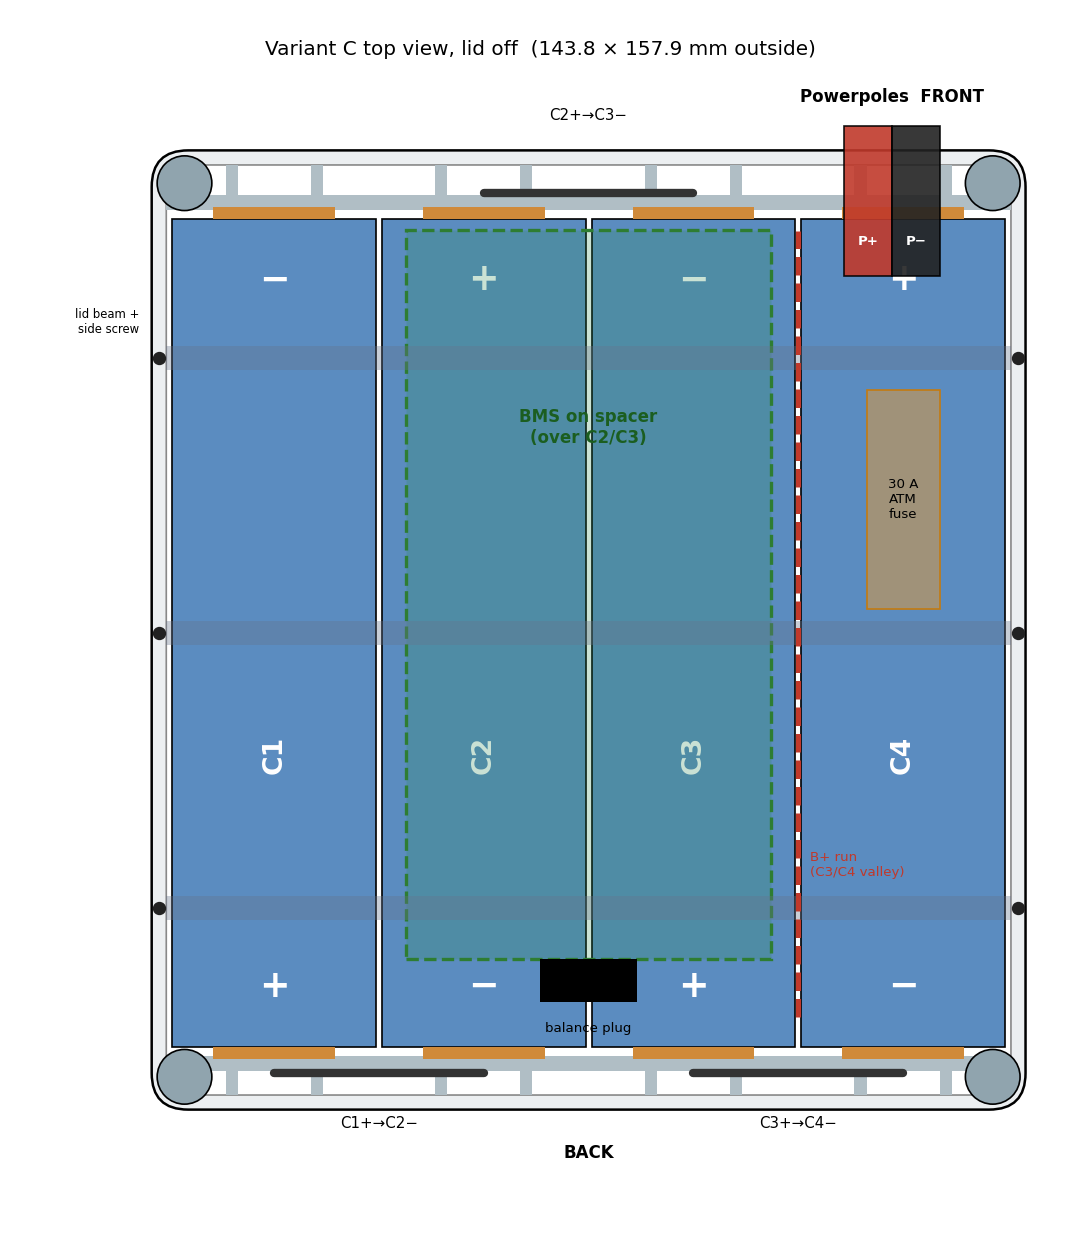 Variant C top view, lid off  (143.8 × 157.9 mm outside)
Powerpoles  FRONT
C2+→C3−
P+
P−
−
+
−
+
lid beam +
side screw
BMS on spacer
(over C2/C3)
30 A
ATM
fuse
C1
C2
C3
C4
B+ run
(C3/C4 valley)
+
−
+
−
balance plug
C1+→C2−
C3+→C4−
BACK